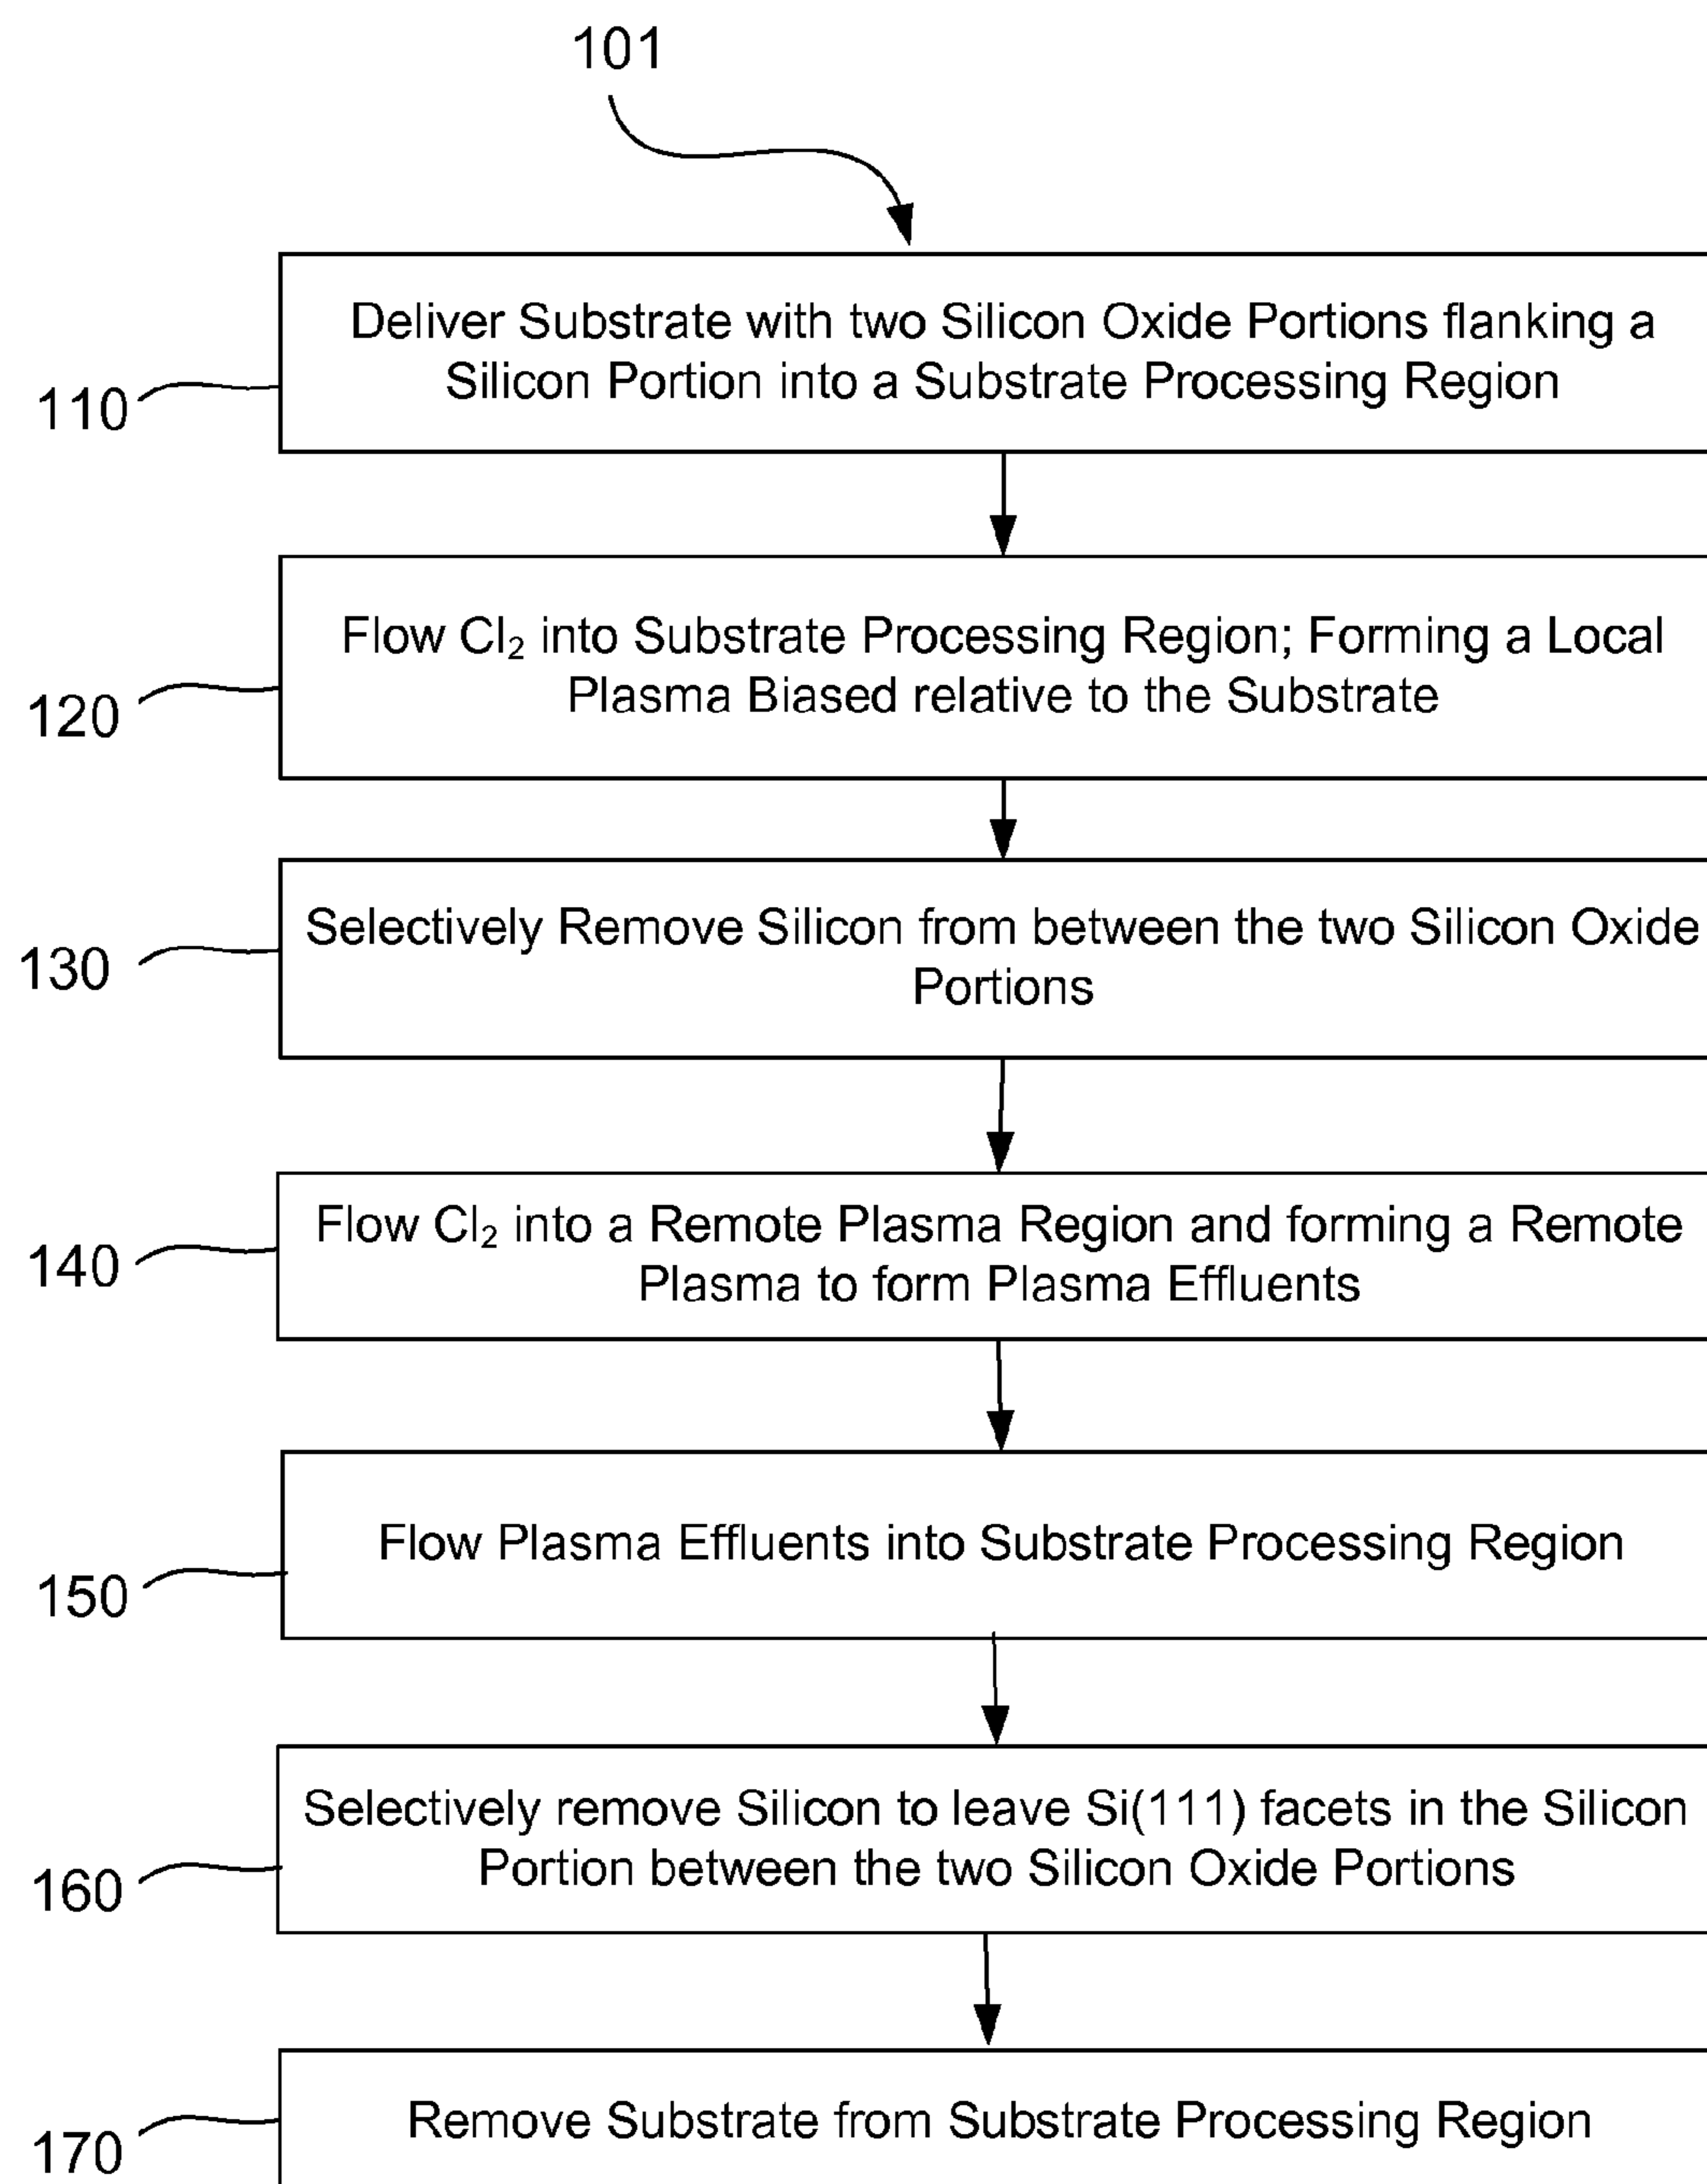 101
Deliver Substrate with two Silicon Oxide Portions flanking a
Silicon Portion into a Substrate Processing Region
110
Flow Cl₂ into Substrate Processing Region; Forming a Local
Plasma Biased relative to the Substrate
120
Selectively Remove Silicon from between the two Silicon Oxide
Portions
130
Flow Cl₂ into a Remote Plasma Region and forming a Remote
Plasma to form Plasma Effluents
140
Flow Plasma Effluents into Substrate Processing Region
150
Selectively remove Silicon to leave Si(111) facets in the Silicon
Portion between the two Silicon Oxide Portions
160
Remove Substrate from Substrate Processing Region
170